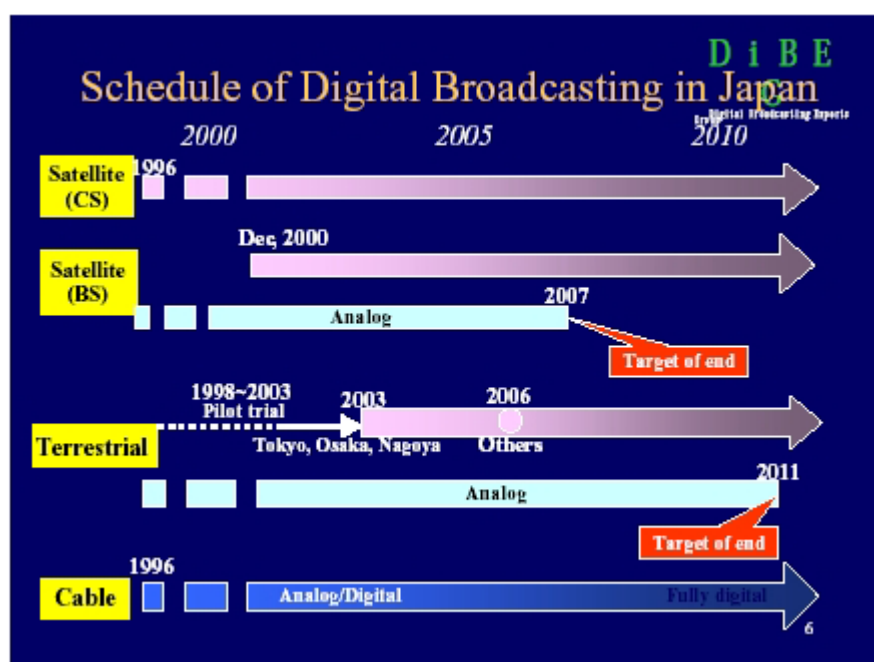 D i B E
G
Schedule of Digital Broadcasting in Japan
Digital Broadcasting Experts
Group
2000 2005 2010
Satellite
(CS)
1996
Dec, 2000
Satellite
(BS)
2007
Analog
Target of end
1998~2003
Pilot trial
2003
2006
Terrestrial
Tokyo, Osaka, Nagoya
Others
2011
Analog
Target of end
1996
Cable
Analog/Digital
Fully digital
6